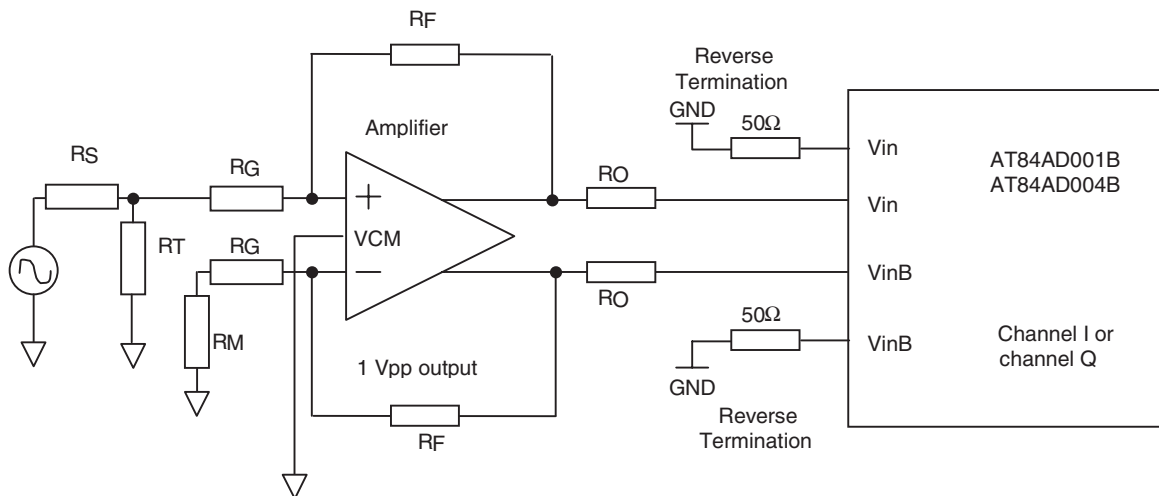 RF
Reverse
Termination
GND
50Ω
Amplifier
Vin
AT84AD001B
AT84AD004B
RS
RG
RO
Vin
+
VCM
RT
RG
−
VinB
RO
50Ω
RM
VinB
Channel I or
channel Q
1 Vpp output
GND
RF
Reverse
Termination